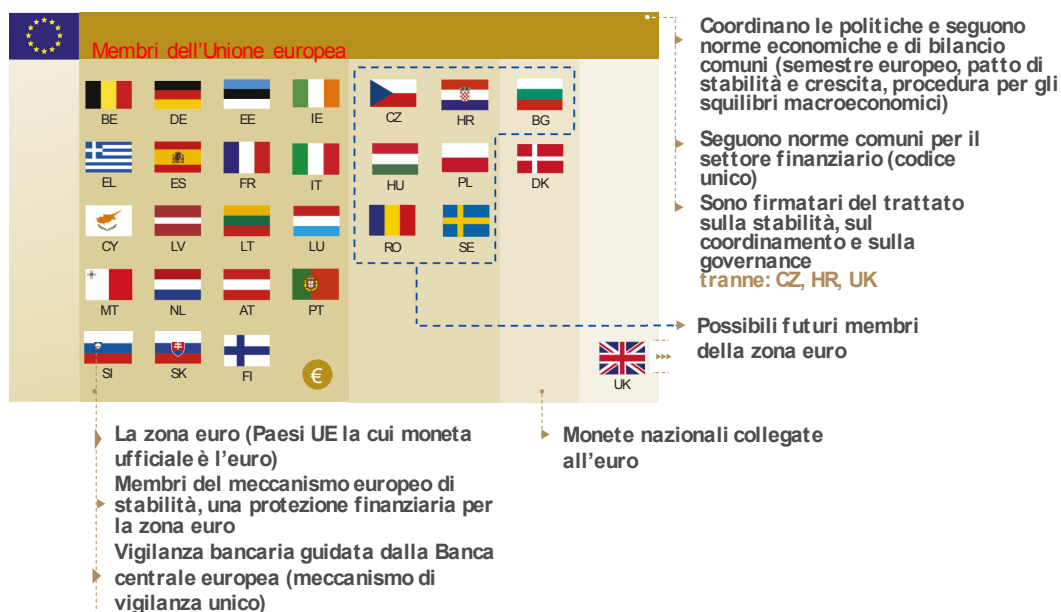 Membri dell'Unione europea
BE DE EE IE CZ HR BG
EL ES FR IT HU PL DK
CY LV LT LU RO SE
MT NL AT PT
SI SK FI € UK
Coordinano le politiche e seguono
norme economiche e di bilancio
comuni (semestre europeo, patto di
stabilità e crescita, procedura per gli
squilibri macroeconomici)
Seguono norme comuni per il
settore finanziario (codice
unico)
Sono firmatari del trattato
sulla stabilità, sul
coordinamento e sulla
governance
tranne: CZ, HR, UK
Possibili futuri membri
della zona euro
La zona euro (Paesi UE la cui moneta
ufficiale è l'euro)
Membri del meccanismo europeo di
stabilità, una protezione finanziaria per
la zona euro
Vigilanza bancaria guidata dalla Banca
centrale europea (meccanismo di
vigilanza unico)
Monete nazionali collegate
all'euro